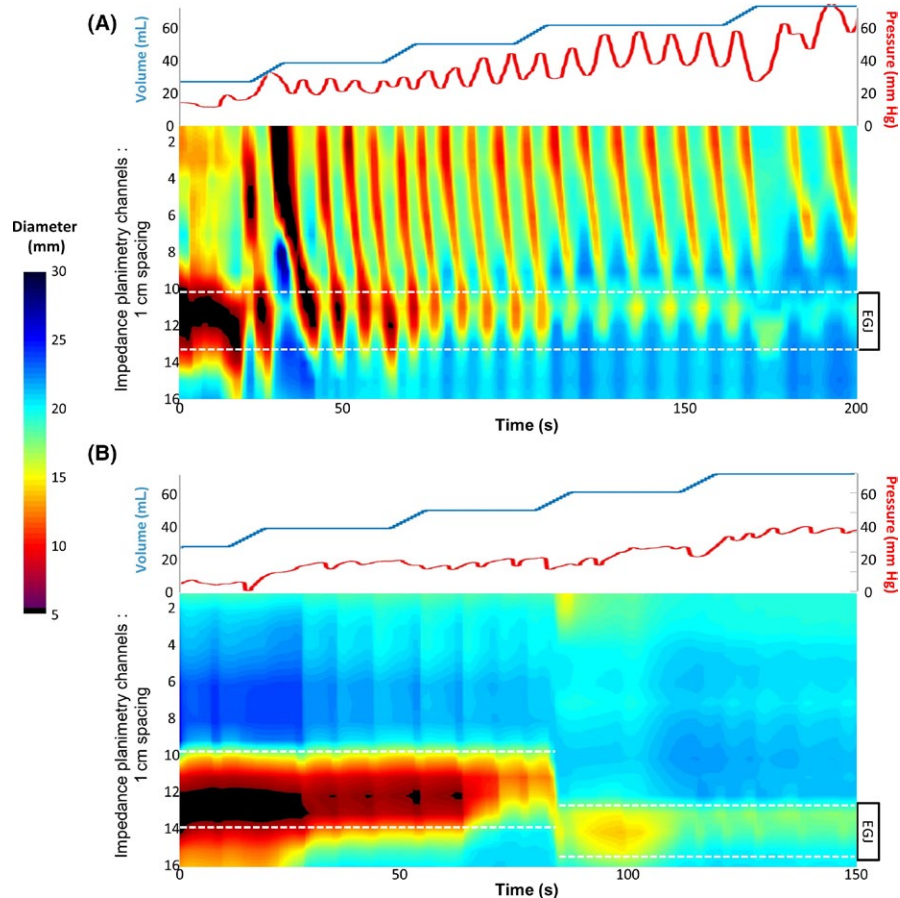 (A)
Volume (mL)
60
40
20
0
60
40
20
0
Pressure (mm Hg)
Diameter
(mm)
30
25
20
15
10
5
Impedance planimetry channels :
1 cm spacing
2
4
6
8
10
12
14
16
EGJ
0
50
100
150
200
Time (s)
(B)
Volume (mL)
60
40
20
0
60
40
20
0
Pressure (mm Hg)
Impedance planimetry channels :
1 cm spacing
2
4
6
8
10
12
14
16
EGJ
0
50
100
150
Time (s)